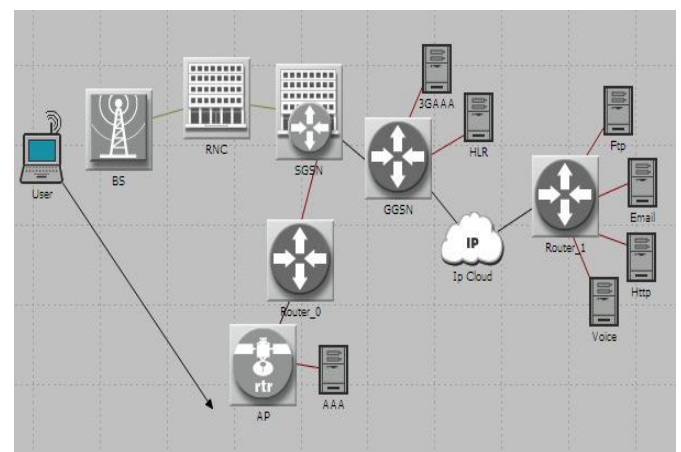 User
BS
RNC
SGSN
3GAAA
HLR
GGSN
IP
Ip Cloud
Router_0
rtr
AP
AAA
Router_1
Ftp
Email
Http
Voice